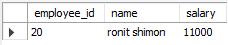 employee_id name salary
20 ronit shimon 11000